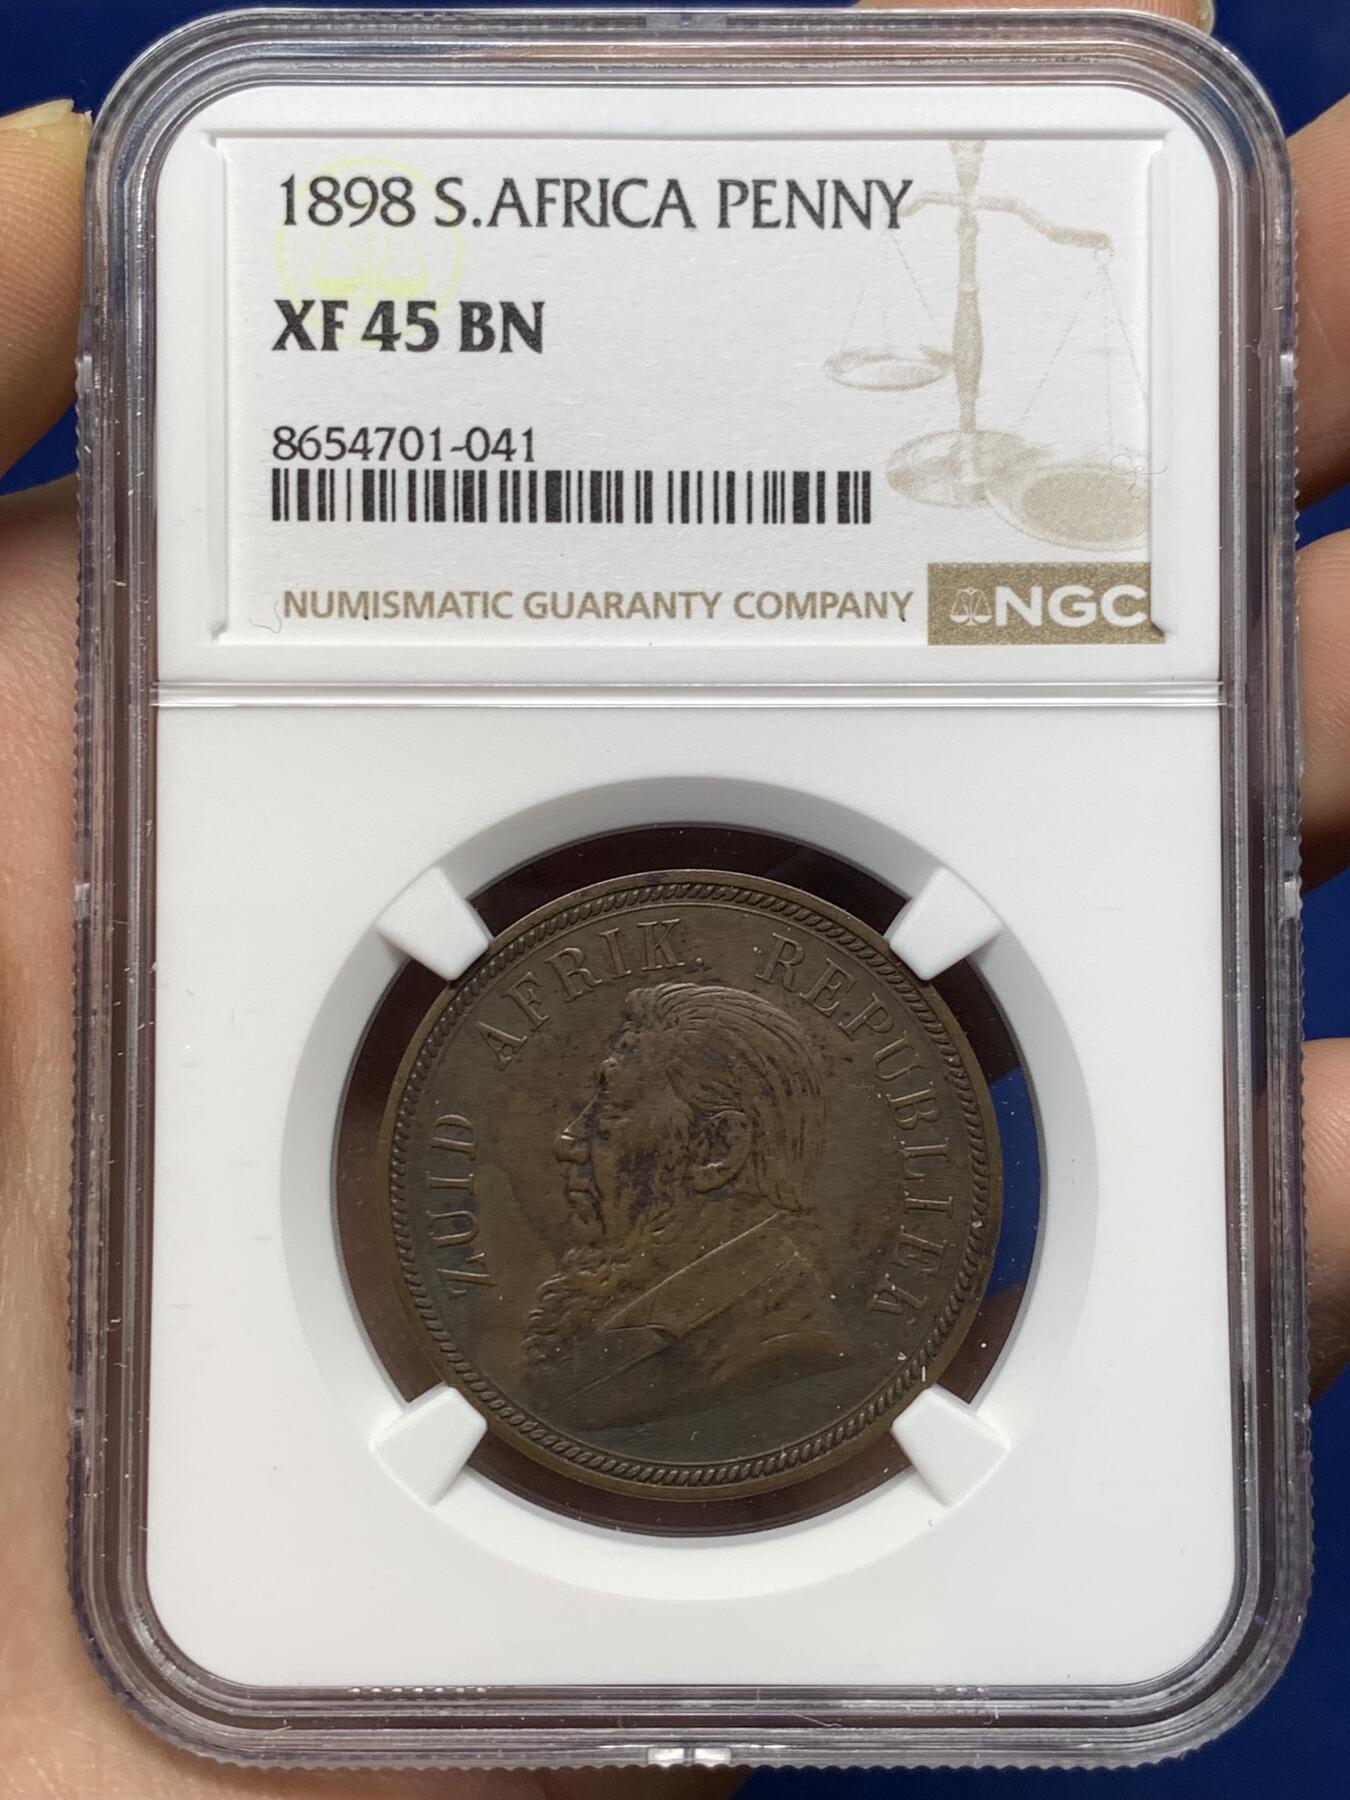 1898 S.AFRICA PENNY
XF 45 BN
8654701-041
NUMISMATIC GUARANTY COMPANY
NGC
ZUID AFRIK. REPUBLIEK